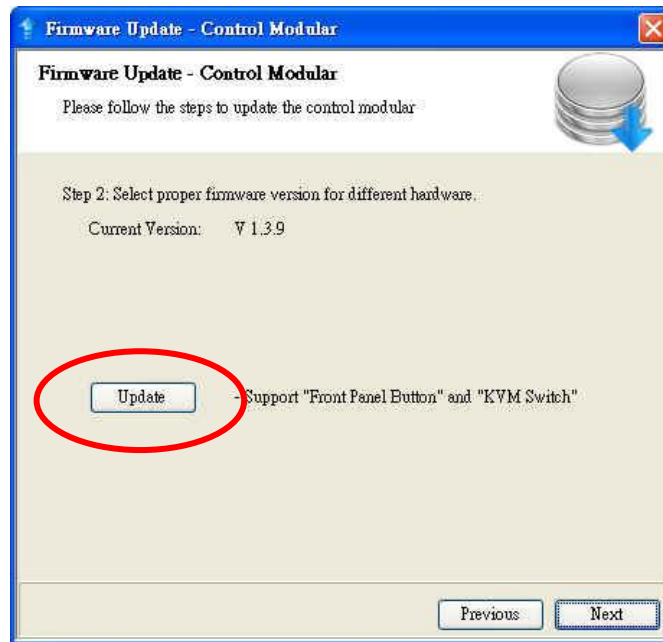 Firmware Update - Control Modular
Firmware Update - Control Modular
Please follow the steps to update the control modular
Step 2: Select proper firmware version for different hardware.
Current Version: V 1.3.9
Update - Support "Front Panel Button" and "KVM Switch"
Previous Next